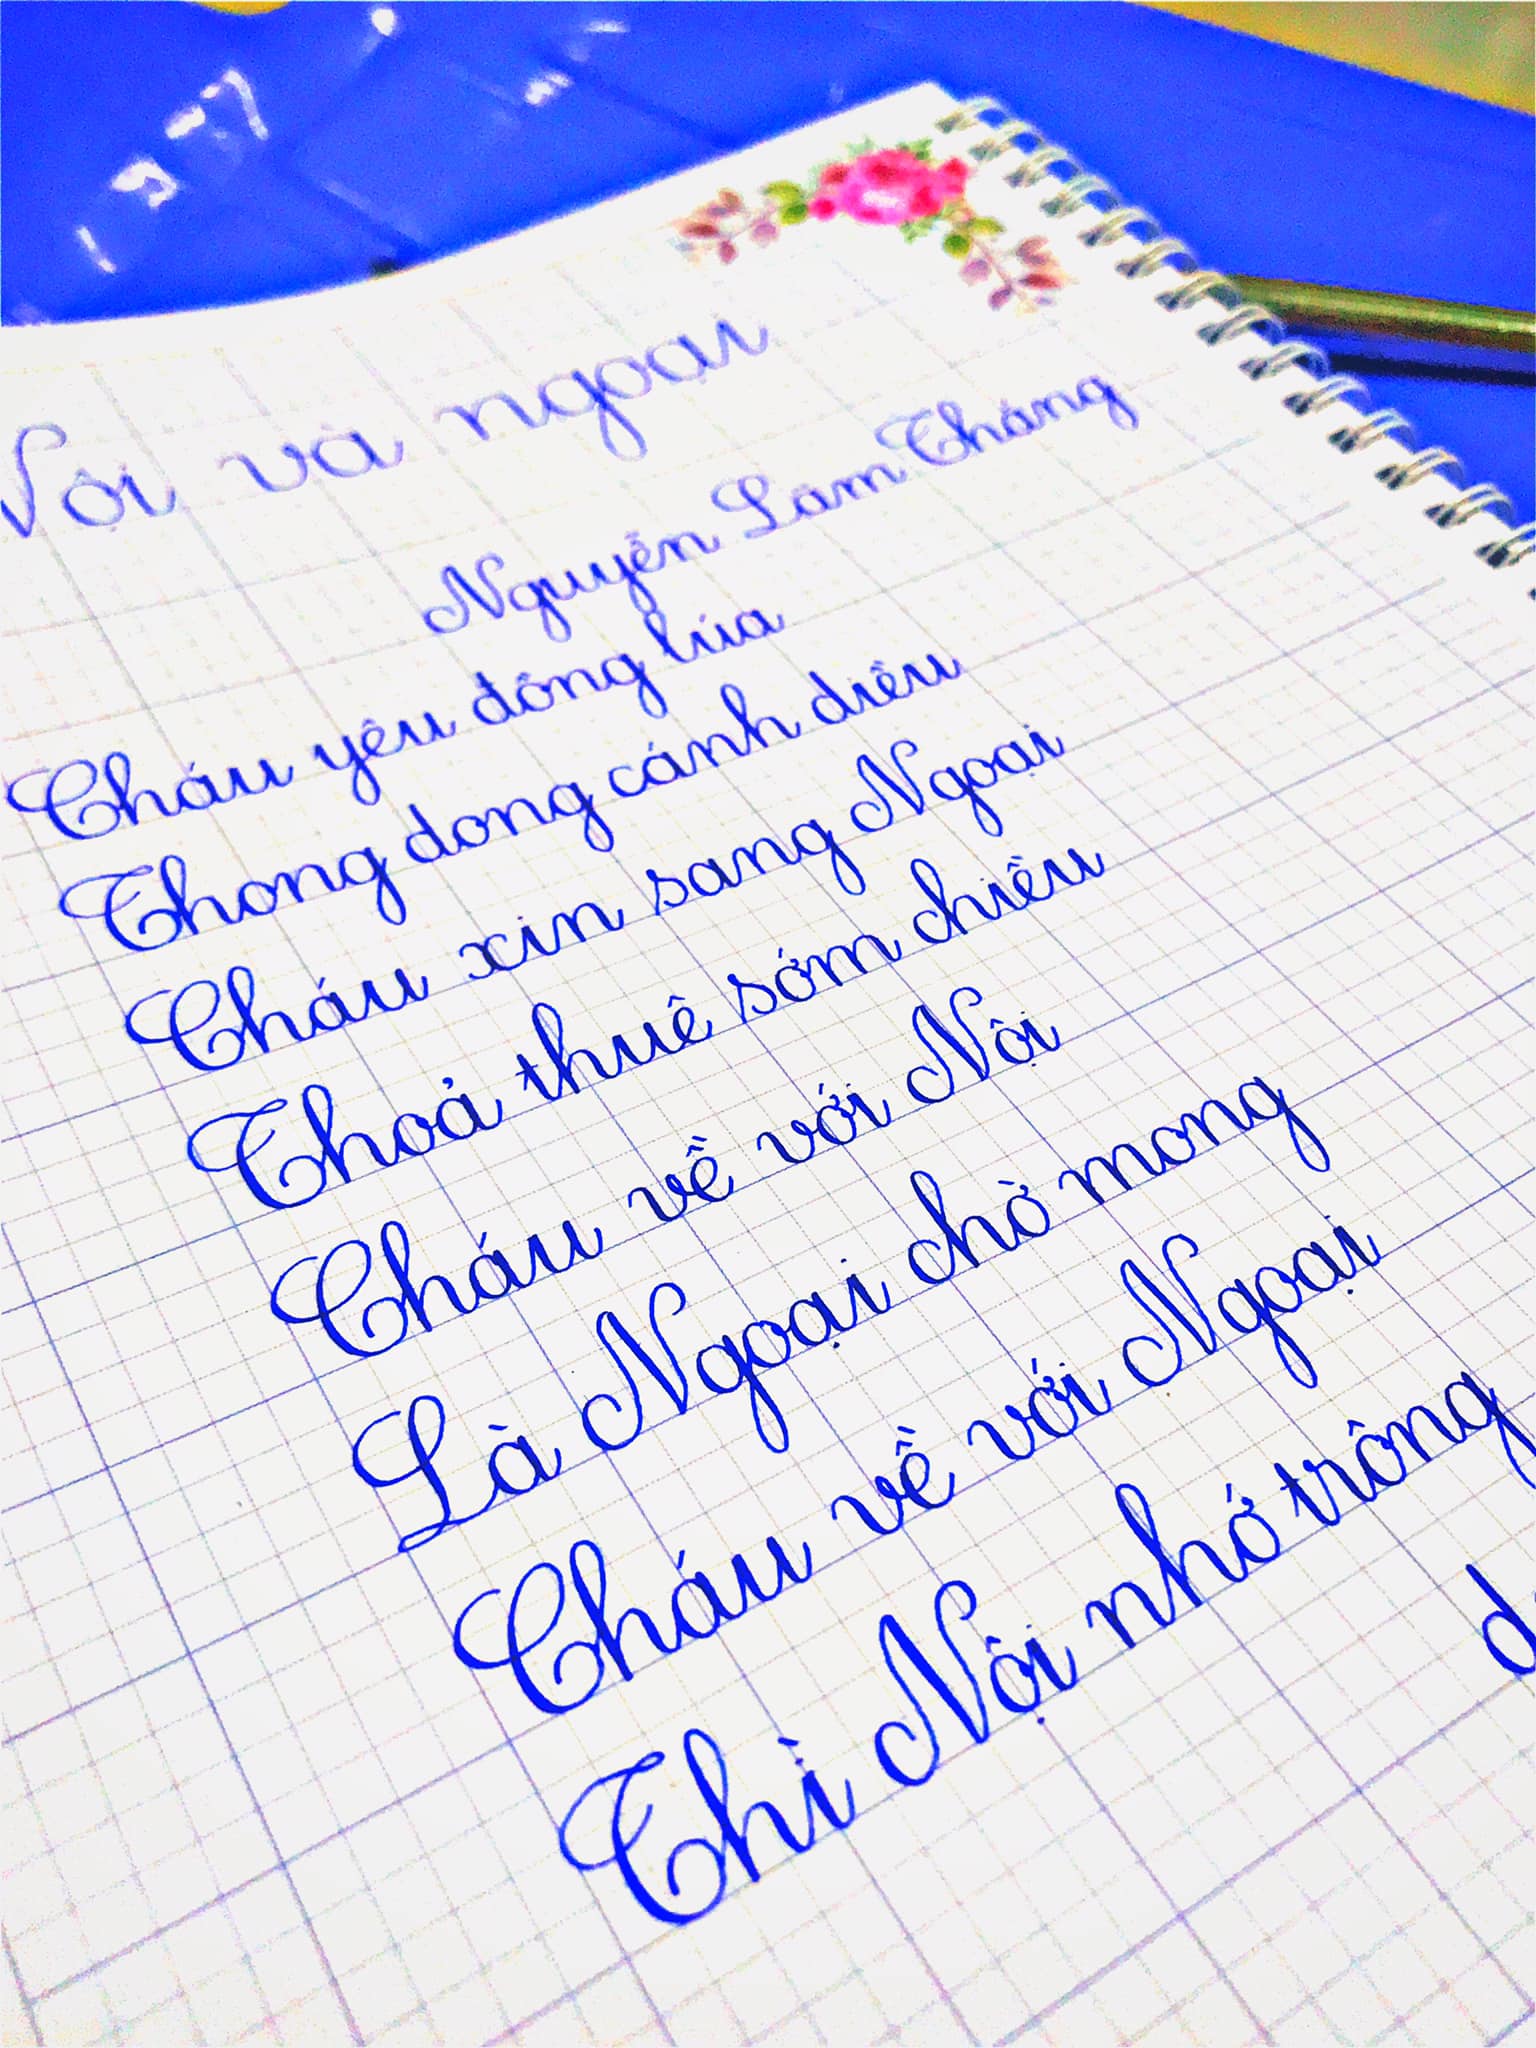 Nội và ngoại
Nguyễn Lãm Thắng
Cháu yêu đồng lúa
Thong dong cánh diều
Cháu xin sang Ngoại
Thoả thuê sớm chiều
Cháu về với Nội
Là Ngoại chờ mong
Cháu về với Ngoại
Thì Nội nhớ trông